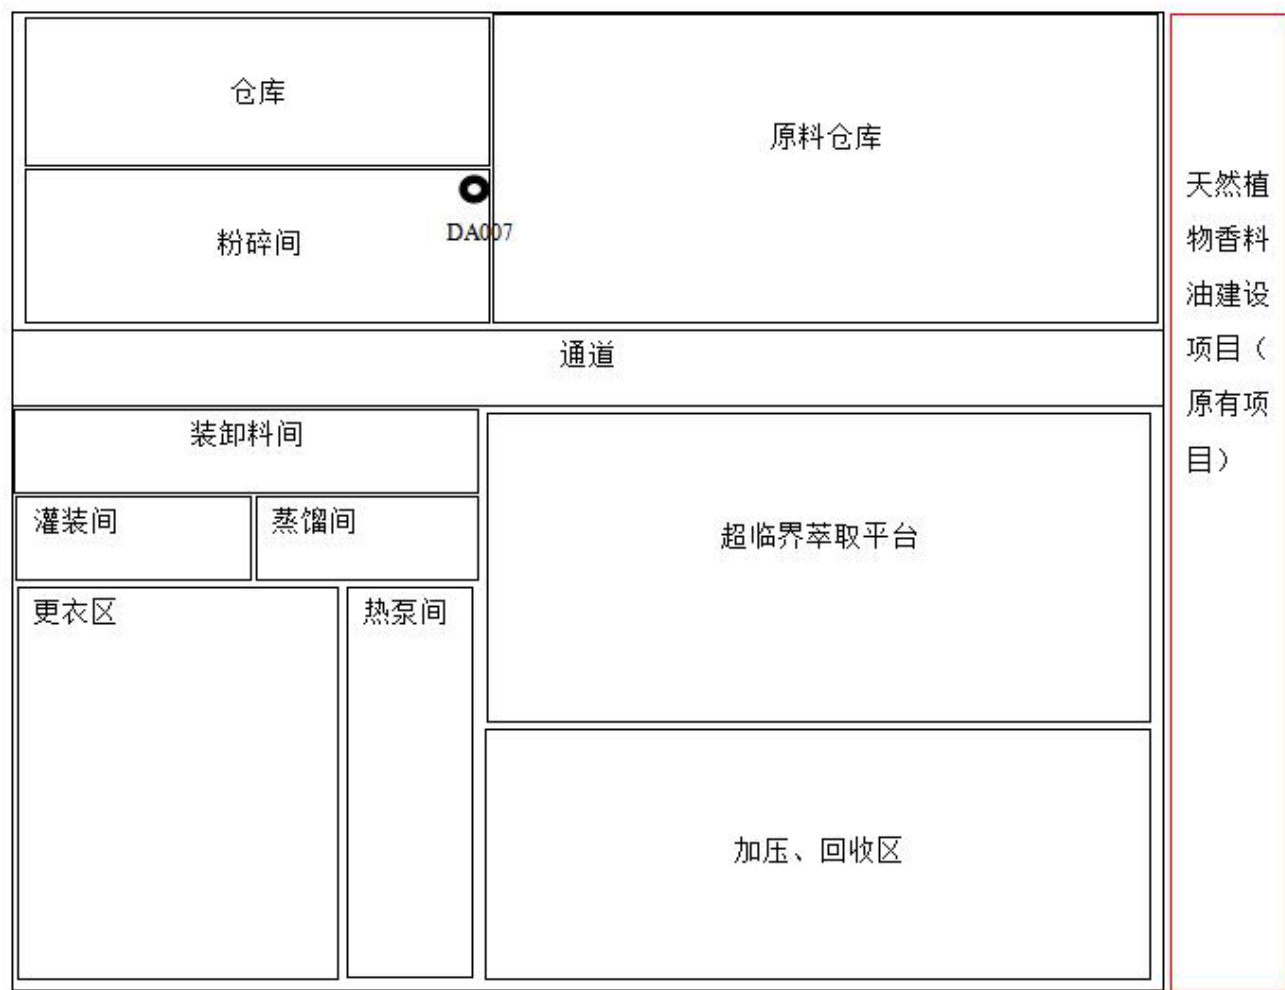 仓库
原料仓库
粉碎间
DA007
通道
装卸料间
灌装间
蒸馏间
超临界萃取平台
更衣区
热泵间
加压、回收区
天然植
物香料
油建设
项目（
原有项
目）